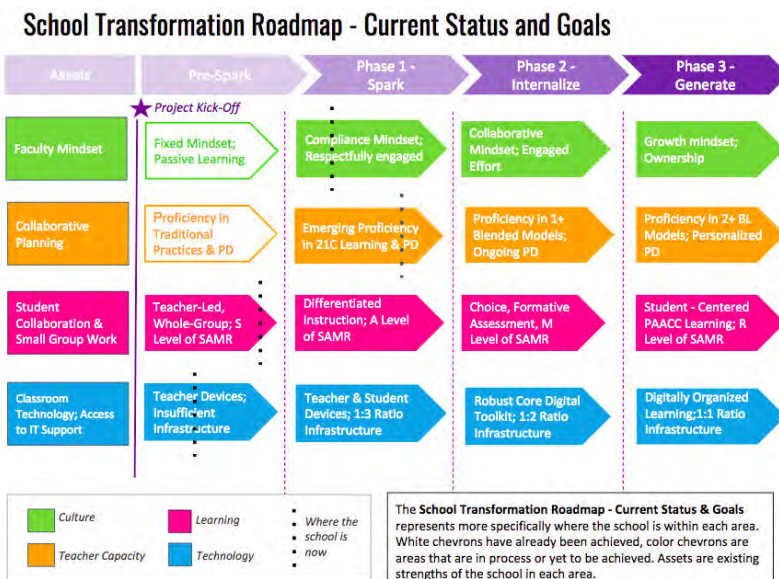 School Transformation Roadmap - Current Status and Goals
Assets
Pre-Spark
Phase 1 -
Spark
Phase 2 -
Internalize
Phase 3 -
Generate
Project Kick-Off
Faculty Mindset
Fixed Mindset;
Passive Learning
Compliance Mindset;
Respectfully engaged
Collaborative
Mindset; Engaged
Effort
Growth mindset;
Ownership
Collaborative
Planning
Proficiency in
Traditional
Practices & PD
Emerging Proficiency
in 21C Learning & PD
Proficiency in 1+
Blended Models;
Ongoing PD
Proficiency in 2+ BL
Models; Personalized
PD
Student
Collaboration &
Small Group Work
Teacher-Led,
Whole-Group; S
Level of SAMR
Differentiated
Instruction; A Level
of SAMR
Choice, Formative
Assessment, M
Level of SAMR
Student - Centered
PAACC Learning; R
Level of SAMR
Classroom
Technology; Access
to IT Support
Teacher Devices;
Insufficient
Infrastructure
Teacher & Student
Devices; 1:3 Ratio
Infrastructure
Robust Core Digital
Toolkit; 1:2 Ratio
Infrastructure
Digitally Organized
Learning;1:1 Ratio
Infrastructure
Culture
Learning
Teacher Capacity
Technology
Where the
school is
now
The School Transformation Roadmap - Current Status & Goals
represents more specifically where the school is within each area.
White chevrons have already been achieved, color chevrons are
areas that are in process or yet to be achieved. Assets are existing
strengths of the school in each area.